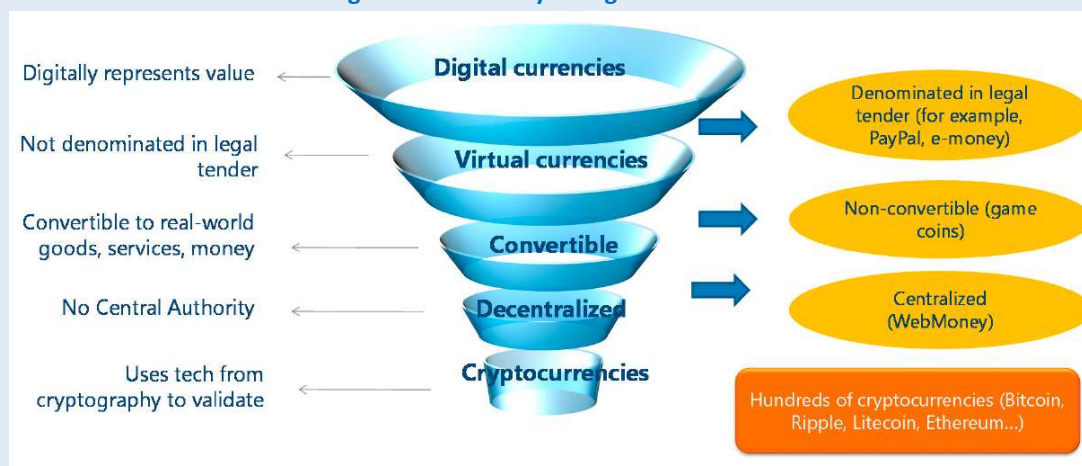 Digital currencies
Digitally represents value
Denominated in legal
tender (for example,
PayPal, e-money)
Not denominated in legal
tender
Virtual currencies
Convertible to real-world
goods, services, money
Convertible
Non-convertible (game
coins)
No Central Authority
Decentralized
Centralized
(WebMoney)
Uses tech from
cryptography to validate
Cryptocurrencies
Hundreds of cryptocurrencies (Bitcoin,
Ripple, Litecoin, Ethereum...)